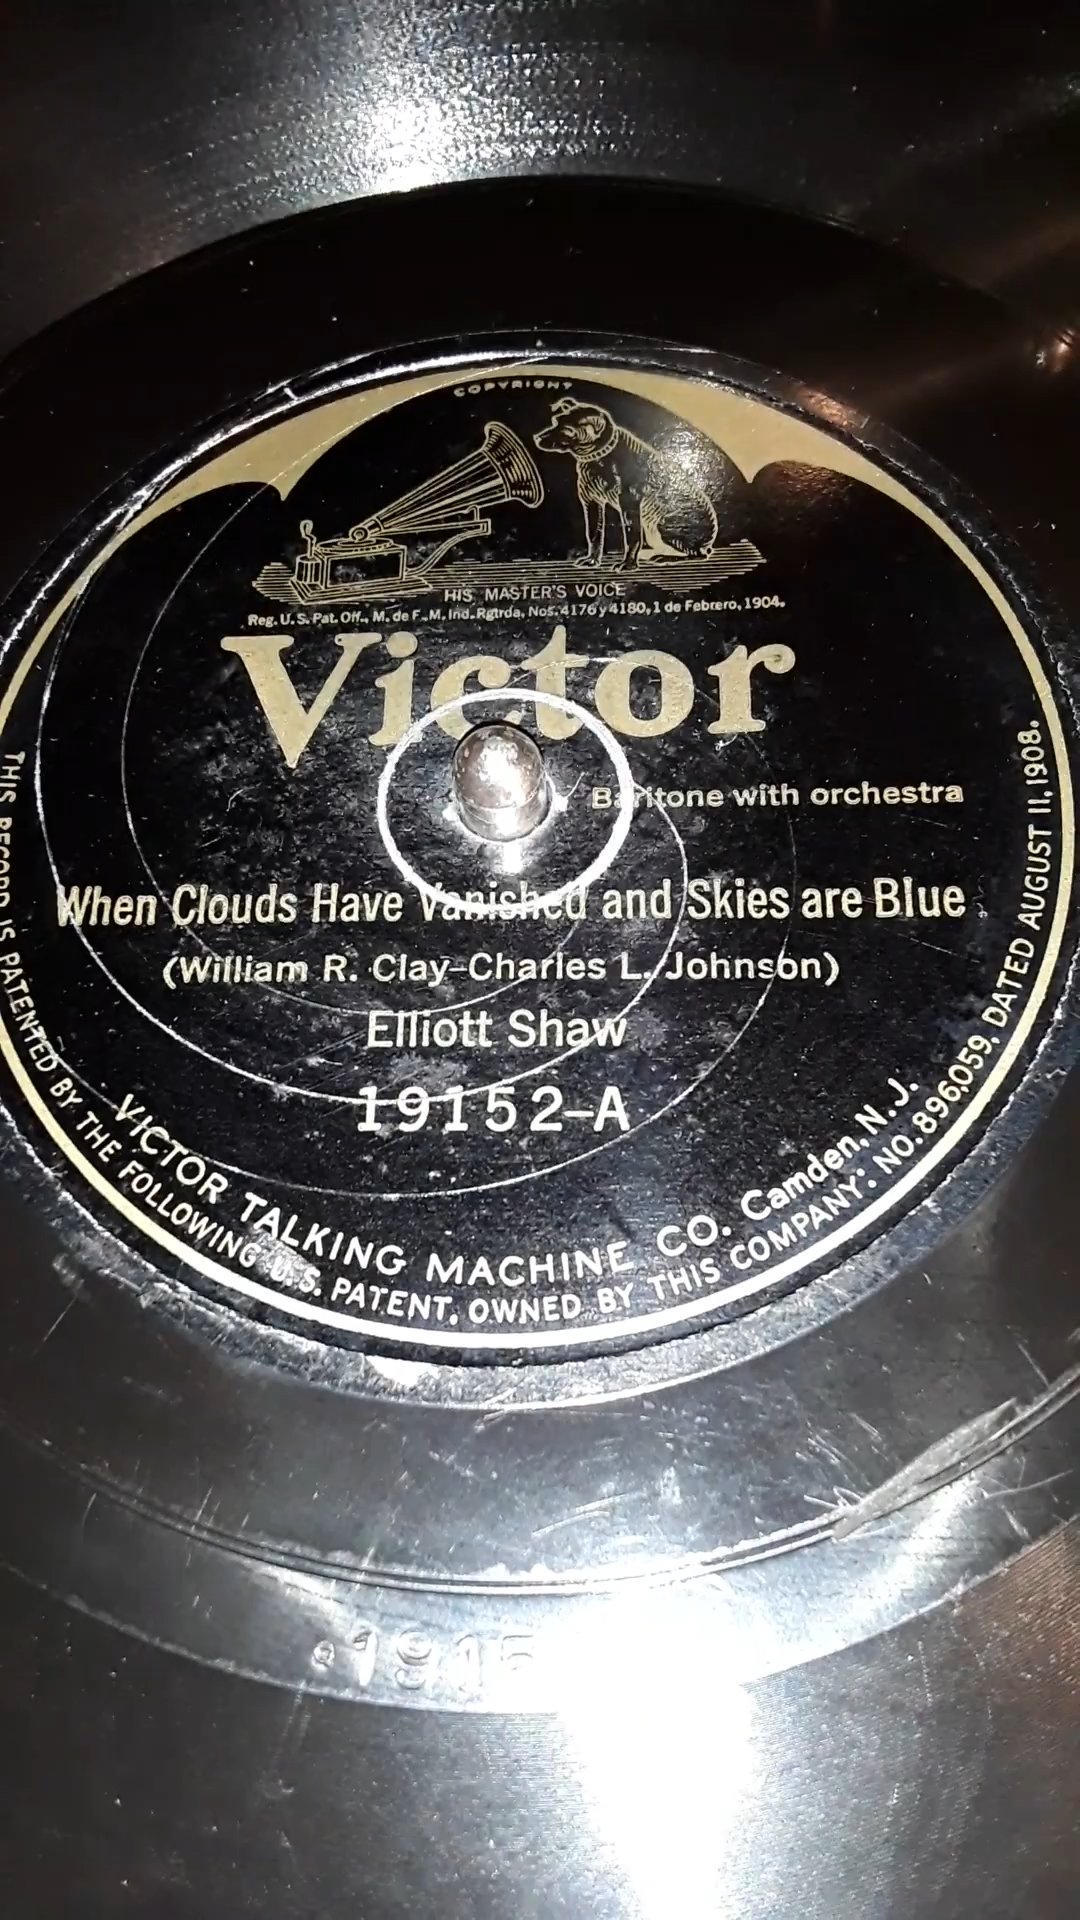 COPYRIGHT
HIS MASTER'S VOICE
Reg. U.S. Pat. Off., M. de F. M. Ind. Rgtrda, Nos. 4176 y 4180, 1 de Febrero, 1904.
Victor
Baritone with orchestra
When Clouds Have Vanished and Skies are Blue
(William R. Clay-Charles L. Johnson)
Elliott Shaw
19152-A
VICTOR TALKING MACHINE CO. Camden, N. J.
THIS RECORD IS PATENTED BY THE FOLLOWING U.S. PATENT, OWNED BY THIS COMPANY: NO. 896,059, DATED AUGUST 11, 1908.